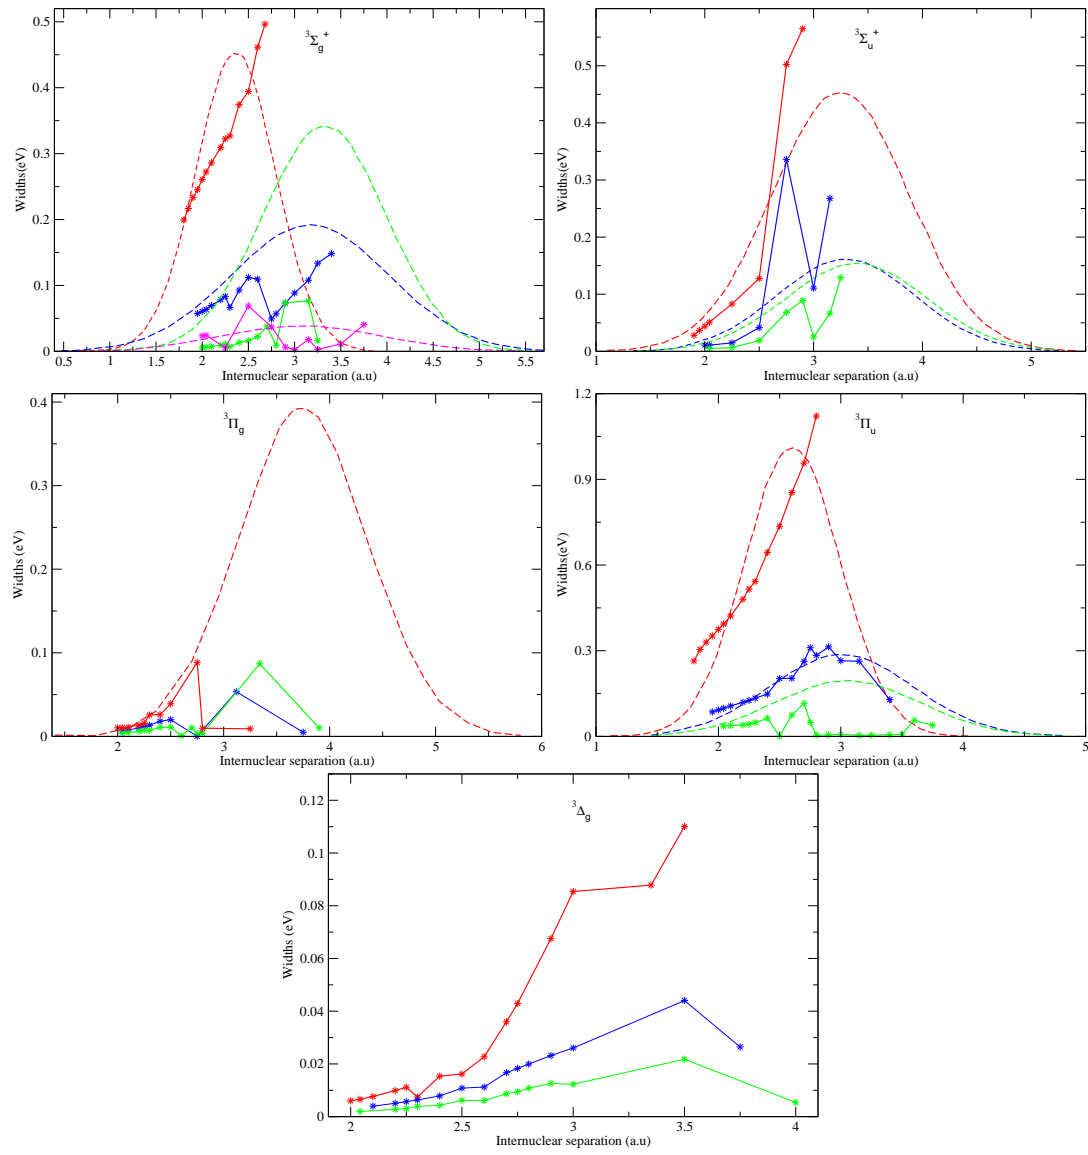 ³Σg⁺
Widths(eV)
0.5
0.4
0.3
0.2
0.1
0
0.5 1 1.5 2 2.5 3 3.5 4 4.5 5 5.5
Internuclear separation (a.u)
³Σu⁺
Widths(eV)
0.5
0.4
0.3
0.2
0.1
0
1 2 3 4 5
Internuclear separation (a.u)
³Πg
Widths (eV)
0.4
0.3
0.2
0.1
0
2 3 4 5 6
Internuclear separation (a.u)
³Πu
Widths(eV)
1.2
0.9
0.6
0.3
0
1 2 3 4 5
Internuclear separation (a.u)
³Δg
Widths (eV)
0.12
0.1
0.08
0.06
0.04
0.02
0
2 2.5 3 3.5 4
Internuclear separation (a.u)